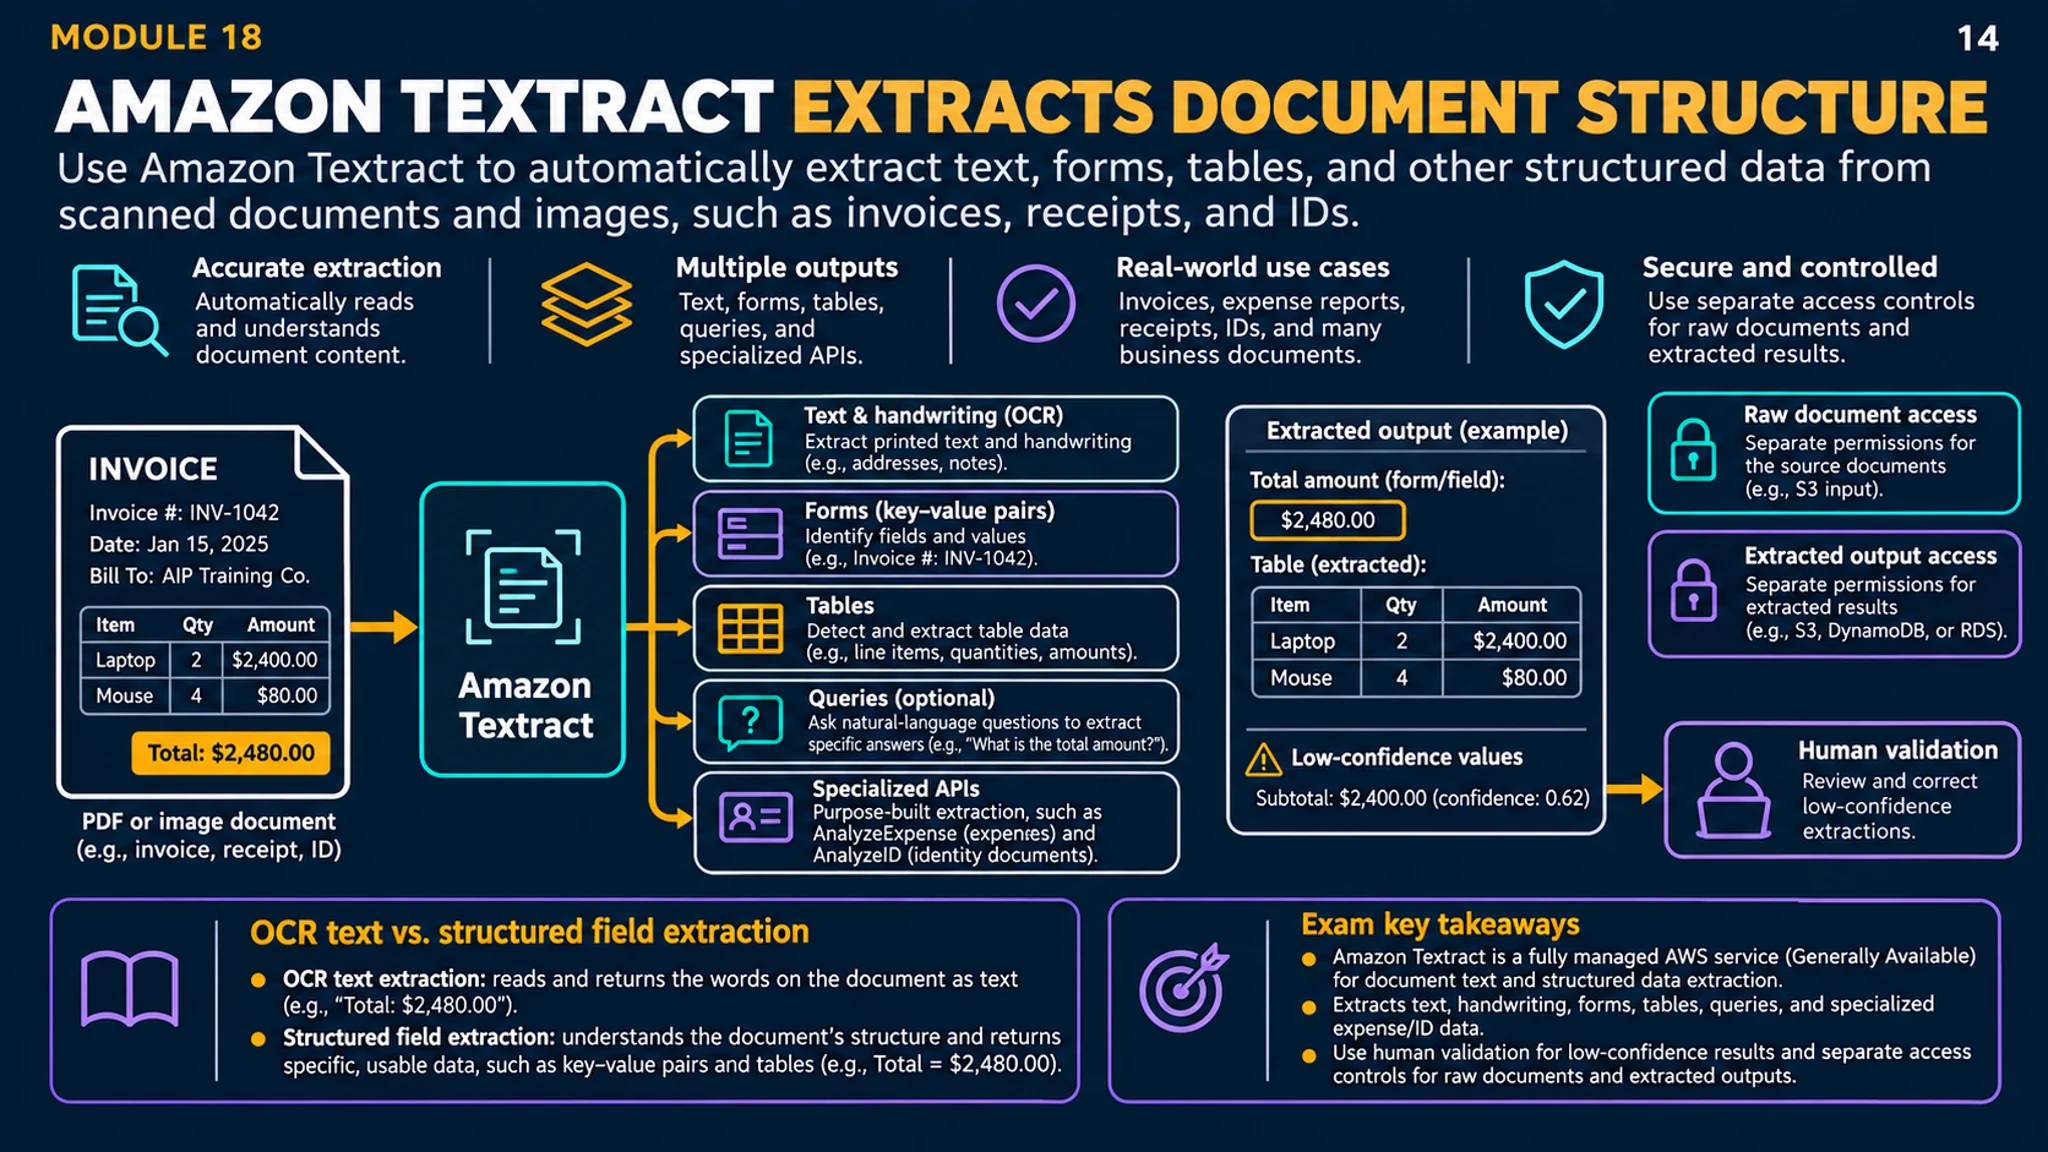 MODULE 18
14
AMAZON TEXTRACT EXTRACTS DOCUMENT STRUCTURE
Use Amazon Textract to automatically extract text, forms, tables, and other structured data from
scanned documents and images, such as invoices, receipts, and IDs.
Accurate extraction
Automatically reads
and understands
document content.
Multiple outputs
Text, forms, tables,
queries, and
specialized APIs.
Real-world use cases
Invoices, expense reports,
receipts, IDs, and many
business documents.
Secure and controlled
Use separate access controls
for raw documents and
extracted results.
INVOICE
Invoice #: INV-1042
Date: Jan 15, 2025
Bill To: AIP Training Co.
Item Qty Amount
Laptop 2 $2,400.00
Mouse 4 $80.00
Total: $2,480.00
PDF or image document
(e.g., invoice, receipt, ID)
Amazon
Textract
Text & handwriting (OCR)
Extract printed text and handwriting
(e.g., addresses, notes).
Forms (key–value pairs)
Identify fields and values
(e.g., Invoice #: INV-1042).
Tables
Detect and extract table data
(e.g., line items, quantities, amounts).
Queries (optional)
Ask natural-language questions to extract
specific answers (e.g., "What is the total amount?").
Specialized APIs
Purpose-built extraction, such as
AnalyzeExpense (expenses) and
AnalyzeID (identity documents).
Extracted output (example)
Total amount (form/field):
$2,480.00
Table (extracted):
Item Qty Amount
Laptop 2 $2,400.00
Mouse 4 $80.00
Low-confidence values
Subtotal: $2,400.00 (confidence: 0.62)
Raw document access
Separate permissions for
the source documents
(e.g., S3 input).
Extracted output access
Separate permissions for
extracted results
(e.g., S3, DynamoDB, or RDS).
Human validation
Review and correct
low-confidence
extractions.
OCR text vs. structured field extraction
OCR text extraction: reads and returns the words on the document as text
(e.g., “Total: $2,480.00”).
Structured field extraction: understands the document’s structure and returns
specific, usable data, such as key–value pairs and tables (e.g., Total = $2,480.00).
Exam key takeaways
Amazon Textract is a fully managed AWS service (Generally Available)
for document text and structured data extraction.
Extracts text, handwriting, forms, tables, queries, and specialized
expense/ID data.
Use human validation for low-confidence results and separate access
controls for raw documents and extracted outputs.